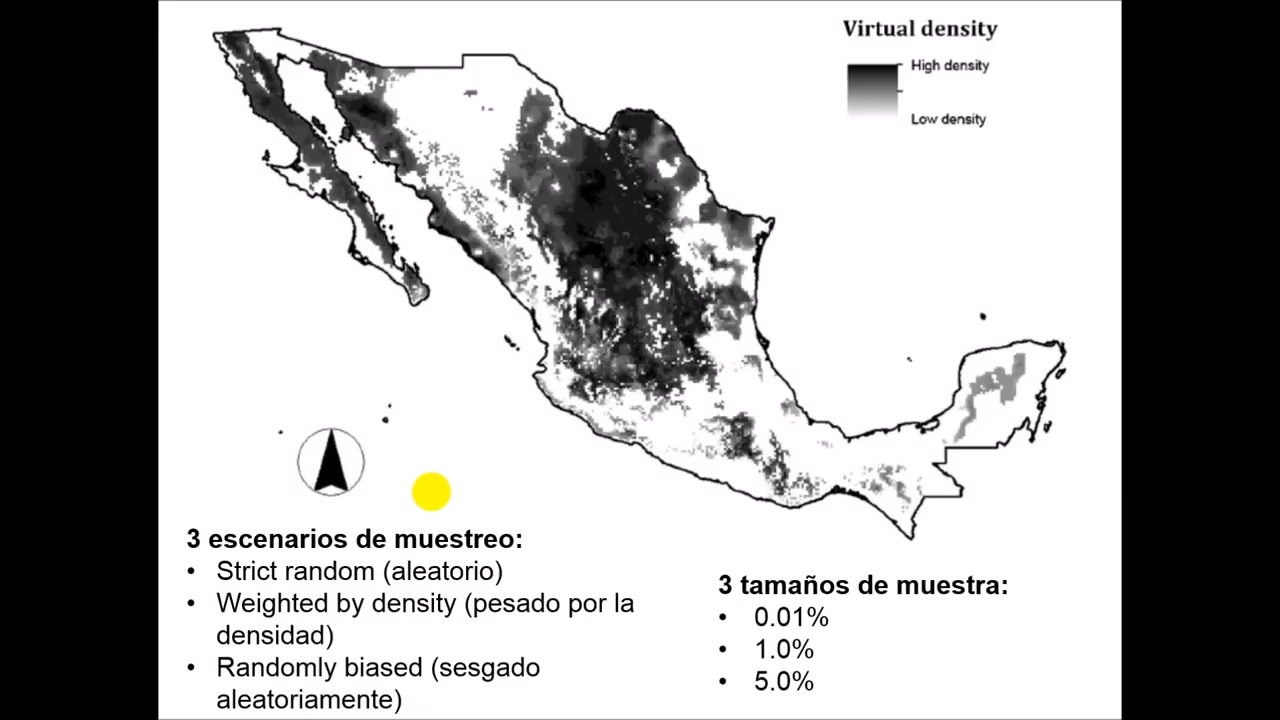 Virtual density
High density
Low density
3 escenarios de muestreo:
• Strict random (aleatorio)
• Weighted by density (pesado por la
densidad)
• Randomly biased (sesgado
aleatoriamente)
3 tamaños de muestra:
• 0.01%
• 1.0%
• 5.0%